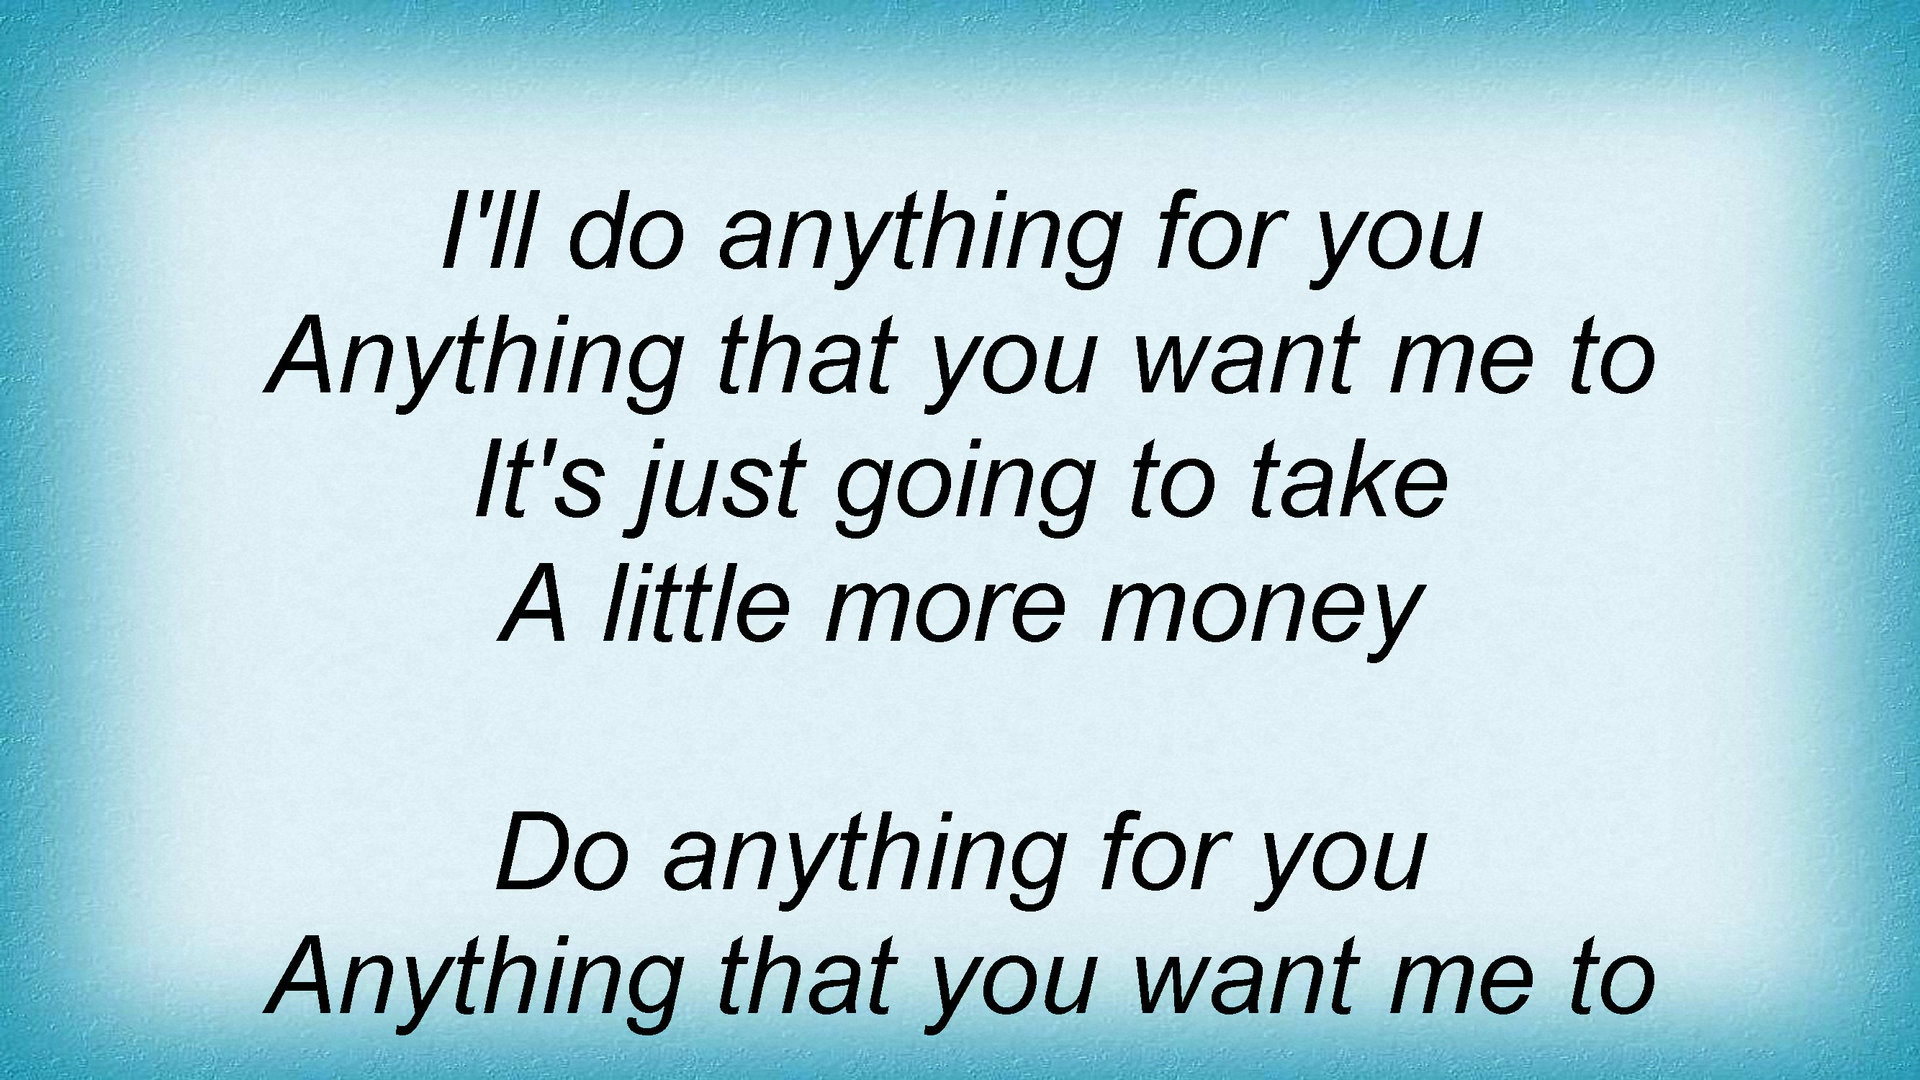 I'll do anything for you
Anything that you want me to
It's just going to take
A little more money
Do anything for you
Anything that you want me to